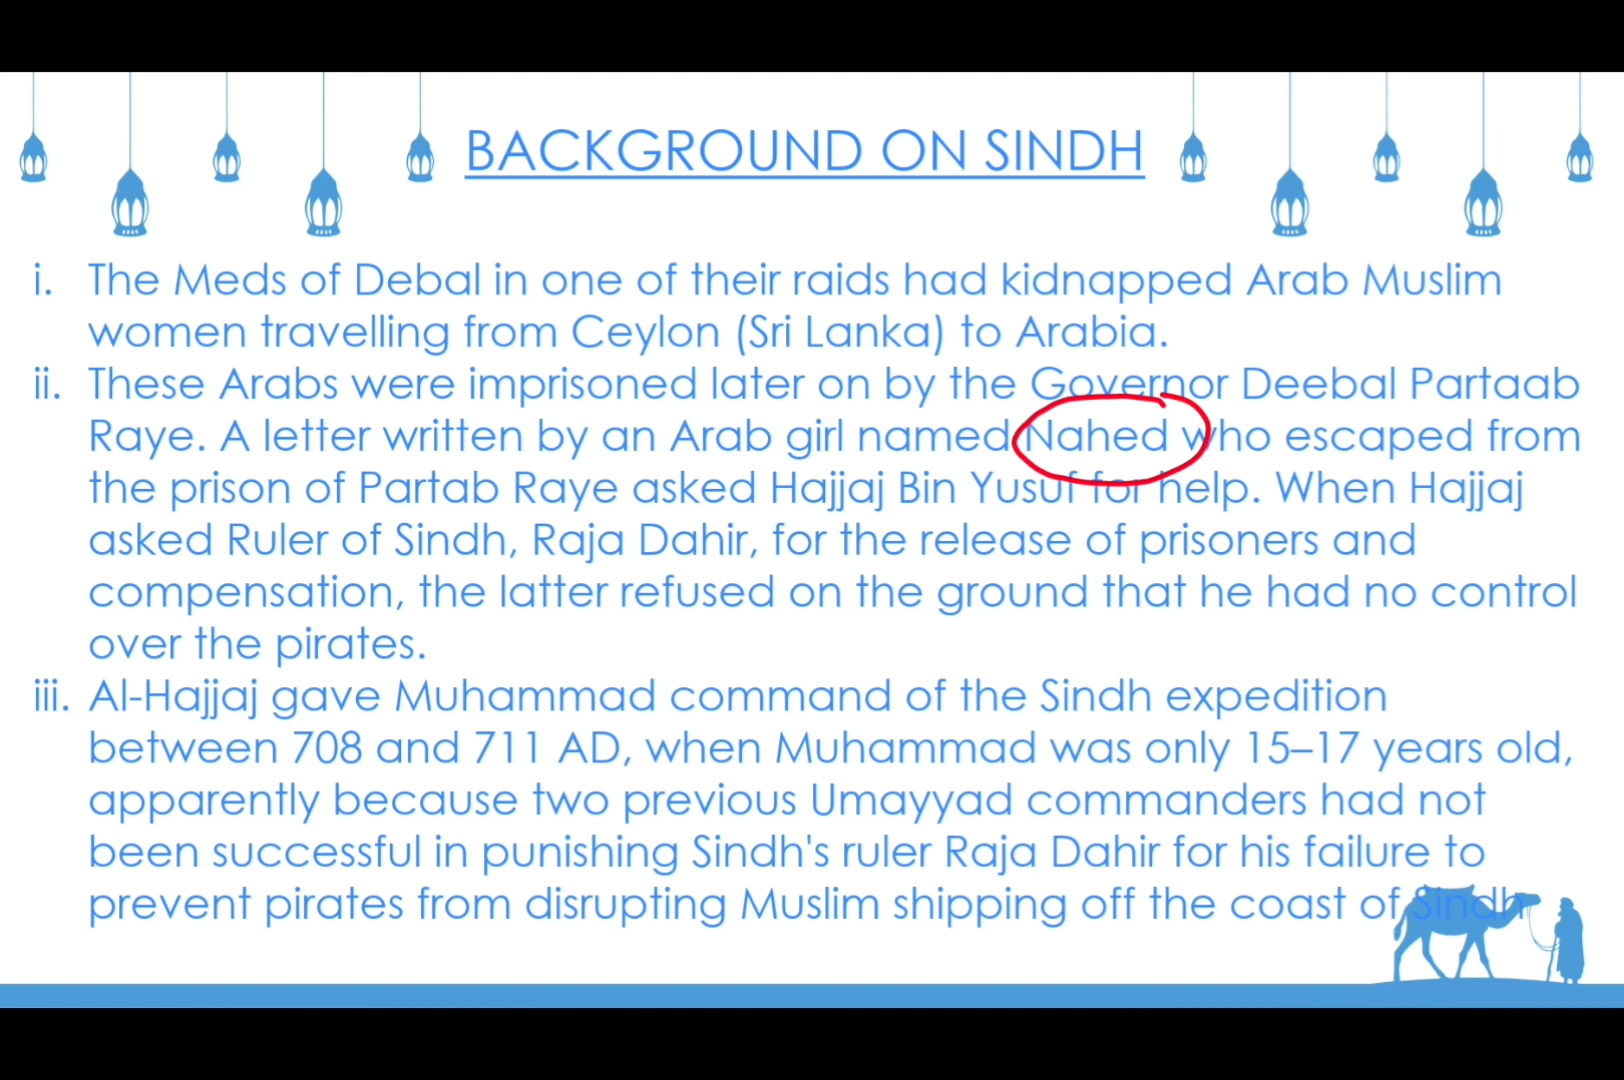 BACKGROUND ON SINDH
i. The Meds of Debal in one of their raids had kidnapped Arab Muslim
women travelling from Ceylon (Sri Lanka) to Arabia.
ii. These Arabs were imprisoned later on by the Governor Deebal Partaab
Raye. A letter written by an Arab girl named Nahed who escaped from
the prison of Partab Raye asked Hajjaj Bin Yusuf for help. When Hajjaj
asked Ruler of Sindh, Raja Dahir, for the release of prisoners and
compensation, the latter refused on the ground that he had no control
over the pirates.
iii. Al-Hajjaj gave Muhammad command of the Sindh expedition
between 708 and 711 AD, when Muhammad was only 15–17 years old,
apparently because two previous Umayyad commanders had not
been successful in punishing Sindh's ruler Raja Dahir for his failure to
prevent pirates from disrupting Muslim shipping off the coast of Sindh